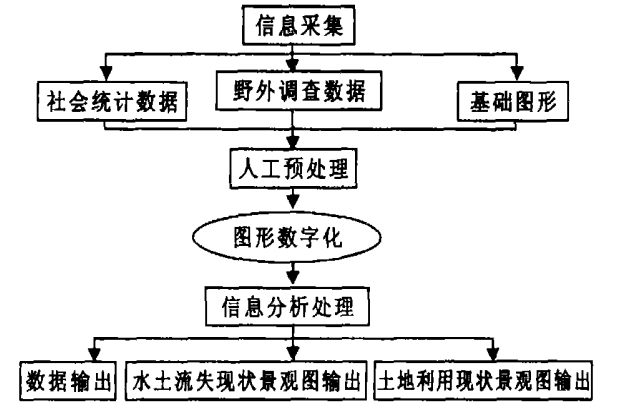 信息采集
社会统计数据
野外调查数据
基础图形
人工预处理
图形数字化
信息分析处理
数据输出
水土流失现状景观图输出
土地利用现状景观图输出